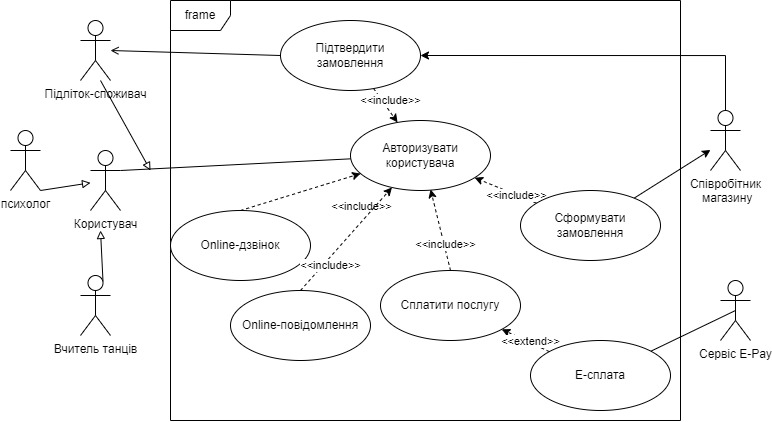 frame
Підтвердити
замовлення
Підліток-споживач
<<include>>
Авторизувати
користувача
психолог
Користувач
Співробітник
магазину
<<include>>
<<include>>
Сформувати
замовлення
Online-дзвінок
<<include>>
<<include>>
Сплатити послугу
Online-повідомлення
<<extend>>
Вчитель танців
Сервіс E-Pay
Е-сплата